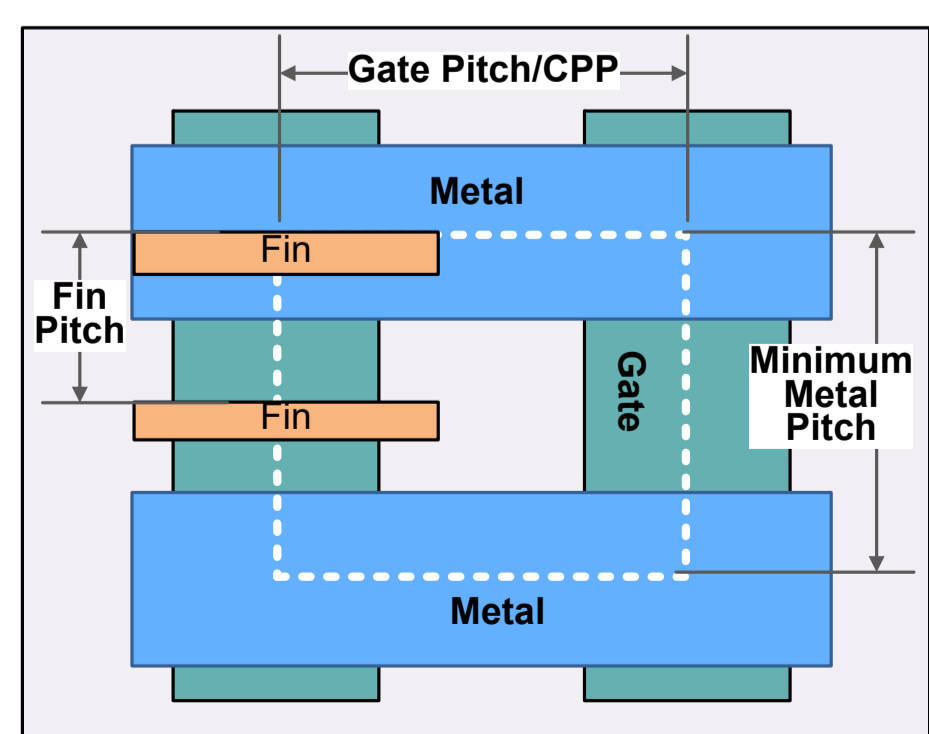 Gate Pitch/CPP
Metal
Fin
Fin
Pitch
Fin
Gate
Minimum
Metal
Pitch
Metal